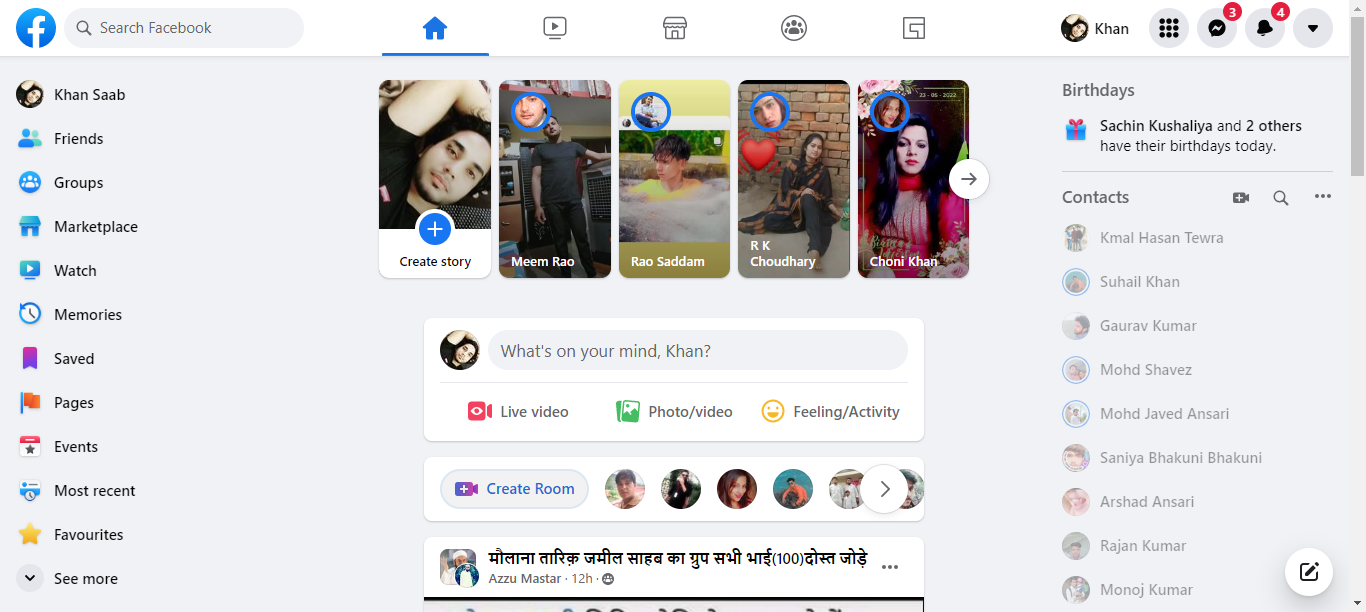 Search Facebook
Khan
3
4
Khan Saab
Friends
Groups
Marketplace
Watch
Memories
Saved
Pages
Events
Most recent
Favourites
See more
Create story
Meem Rao
Rao Saddam
R K
Choudhary
23 - 05 - 2022
Choni Khan
What's on your mind, Khan?
Live video
Photo/video
Feeling/Activity
Create Room
मौलाना तारिक़ जमील साहब का ग्रुप सभी भाई(100)दोस्त जोड़े
Azzu Mastar · 12h ·
Birthdays
Sachin Kushaliya and 2 others
have their birthdays today.
Contacts
Kmal Hasan Tewra
Suhail Khan
Gaurav Kumar
Mohd Shavez
Mohd Javed Ansari
Saniya Bhakuni Bhakuni
Arshad Ansari
Rajan Kumar
Monoj Kumar